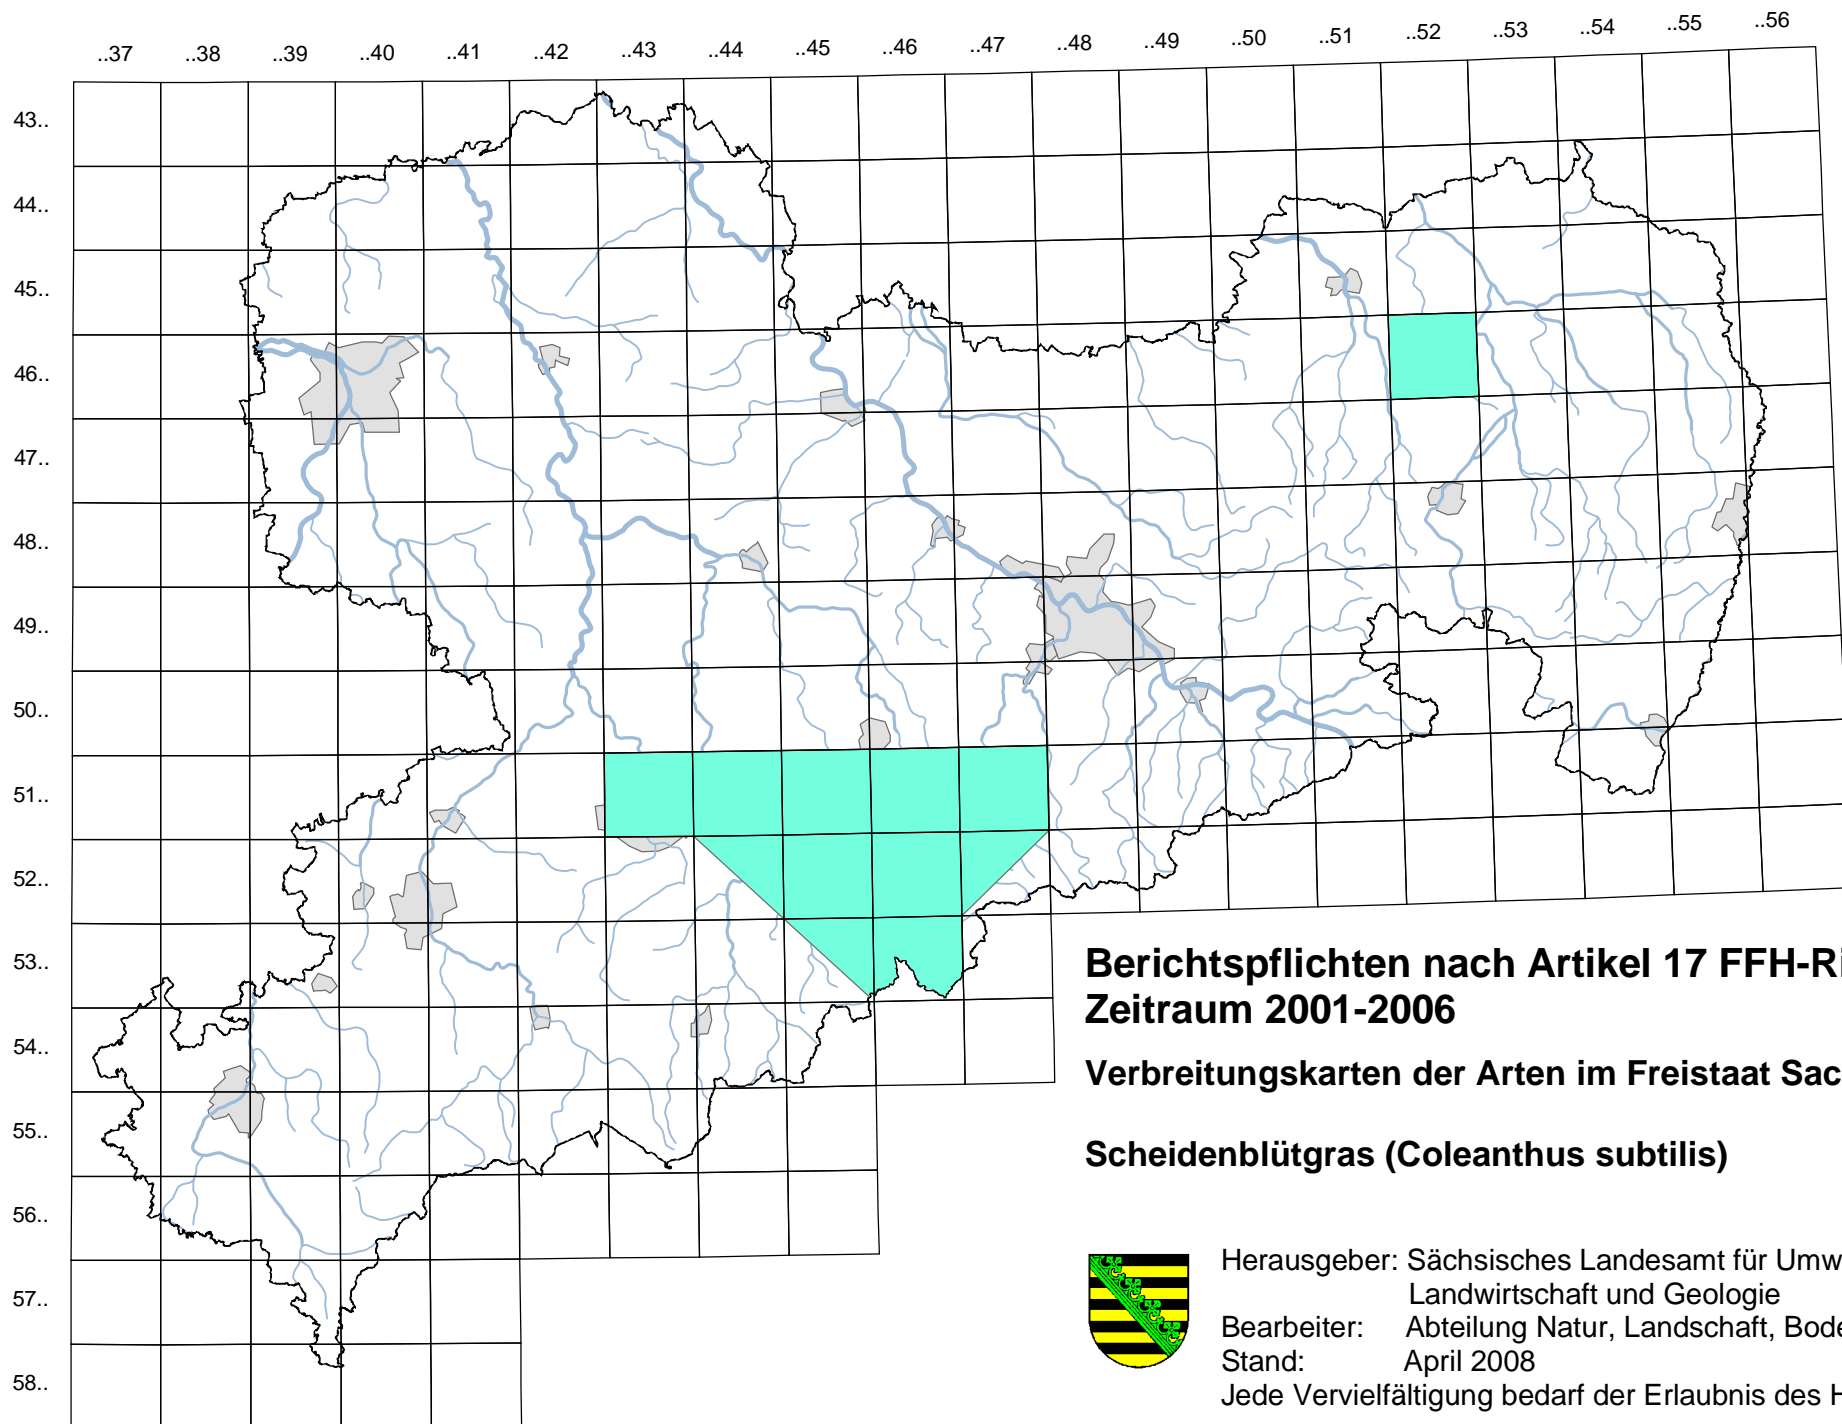 ..37 ..38 ..39 ..40 ..41 ..42 ..43 ..44 ..45 ..46 ..47 ..48 ..49 ..50 ..51 ..52 ..53 ..54 ..55 ..56
43..
44..
45..
46..
47..
48..
49..
50..
51..
52..
53..
54..
55..
56..
57..
58..
Berichtspflichten nach Artikel 17 FFH-Ri
Zeitraum 2001-2006
Verbreitungskarten der Arten im Freistaat Sac
Scheidenblütgras (Coleanthus subtilis)
Herausgeber: Sächsisches Landesamt für Umw
Landwirtschaft und Geologie
Bearbeiter: Abteilung Natur, Landschaft, Bode
Stand: April 2008
Jede Vervielfältigung bedarf der Erlaubnis des H